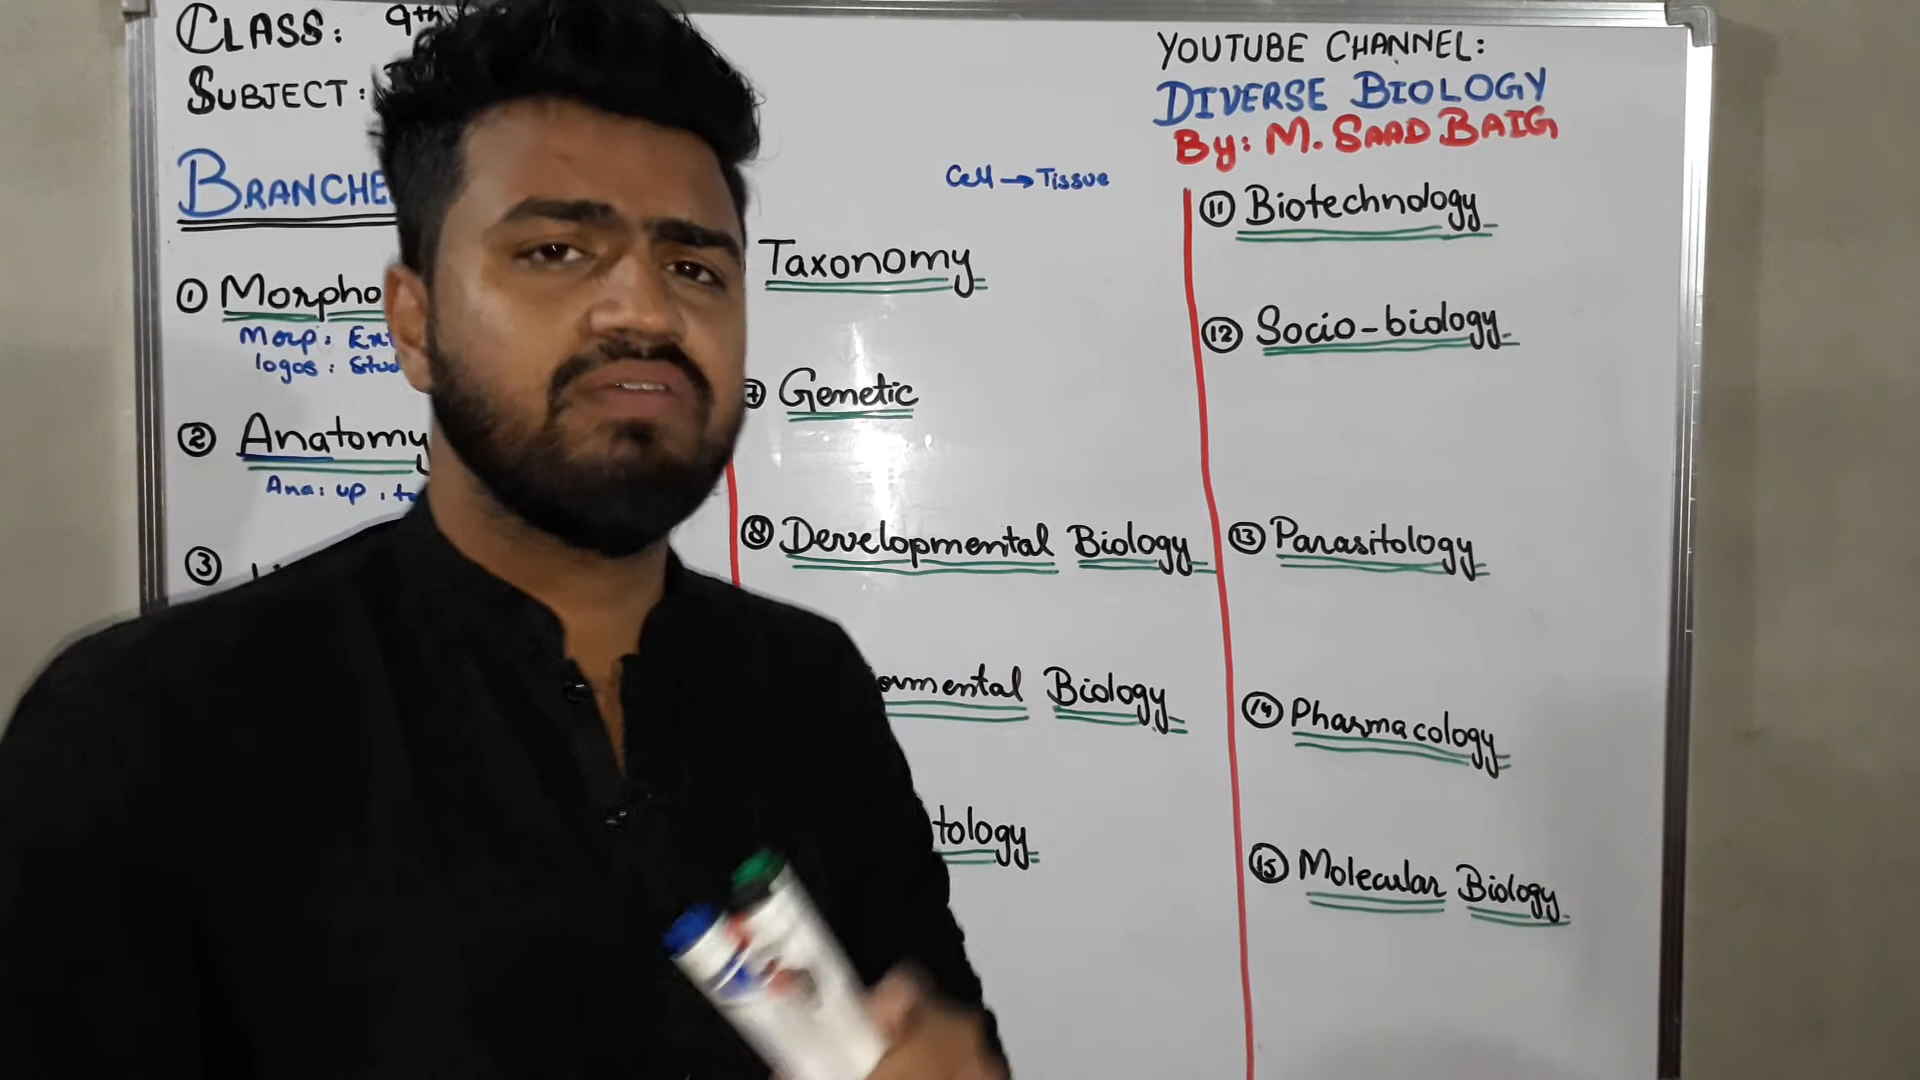 CLASS: 9th
SUBJECT:
BRANCHE
① Morpho
Morp: Ext
logos: Stud
② Anatomy
Ana: up, to
③
Cell → Tissue
Taxonomy
⑦ Genetic
⑧ Developmental Biology
onmental Biology
tology
YOUTUBE CHANNEL:
DIVERSE BIOLOGY
By: M. SAAD BAIG
⑪ Biotechnology
⑫ Socio-biology
⑬ Parasitology
⑭ Pharmacology
⑮ Molecular Biology